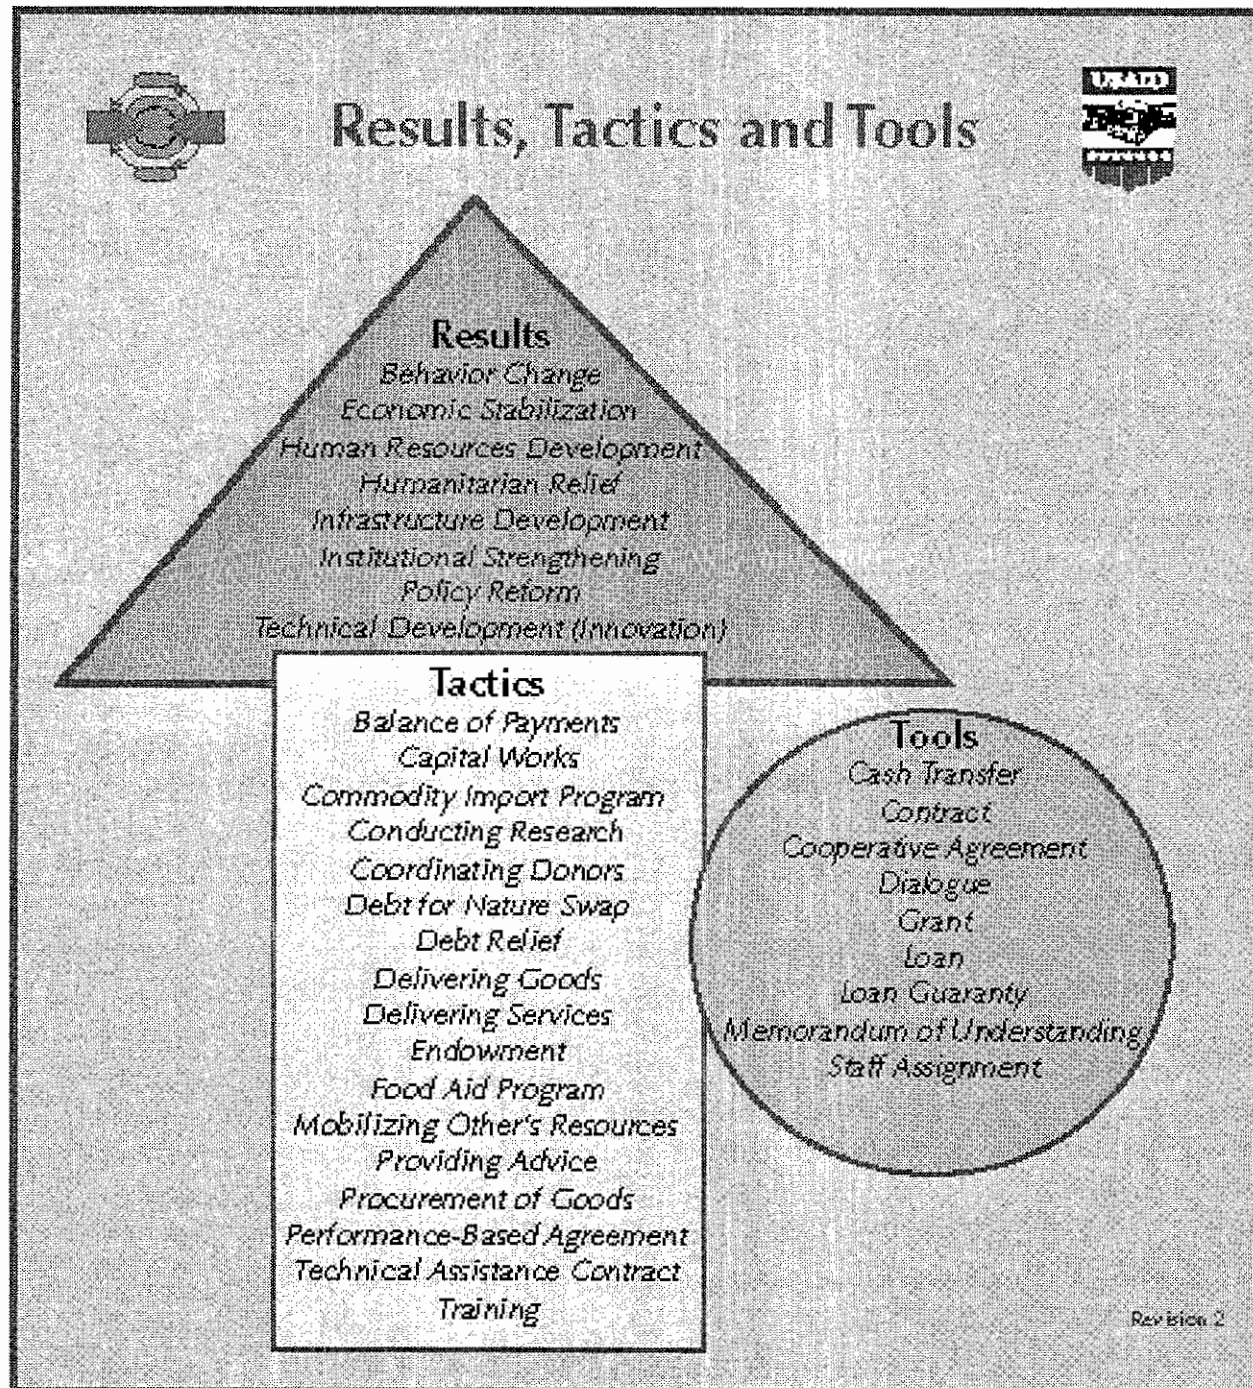 USAID
Results, Tactics and Tools
Results
Behavior Change
Economic Stabilization
Human Resources Development
Humanitarian Relief
Infrastructure Development
Institutional Strengthening
Policy Reform
Technical Development (Innovation)
Tactics
Balance of Payments
Capital Works
Commodity Import Program
Conducting Research
Coordinating Donors
Debt for Nature Swap
Debt Relief
Delivering Goods
Delivering Services
Endowment
Food Aid Program
Mobilizing Other's Resources
Providing Advice
Procurement of Goods
Performance-Based Agreement
Technical Assistance Contract
Training
Tools
Cash Transfer
Contract
Cooperative Agreement
Dialogue
Grant
Loan
Loan Guaranty
Memorandum of Understanding
Staff Assignment
Revision 2